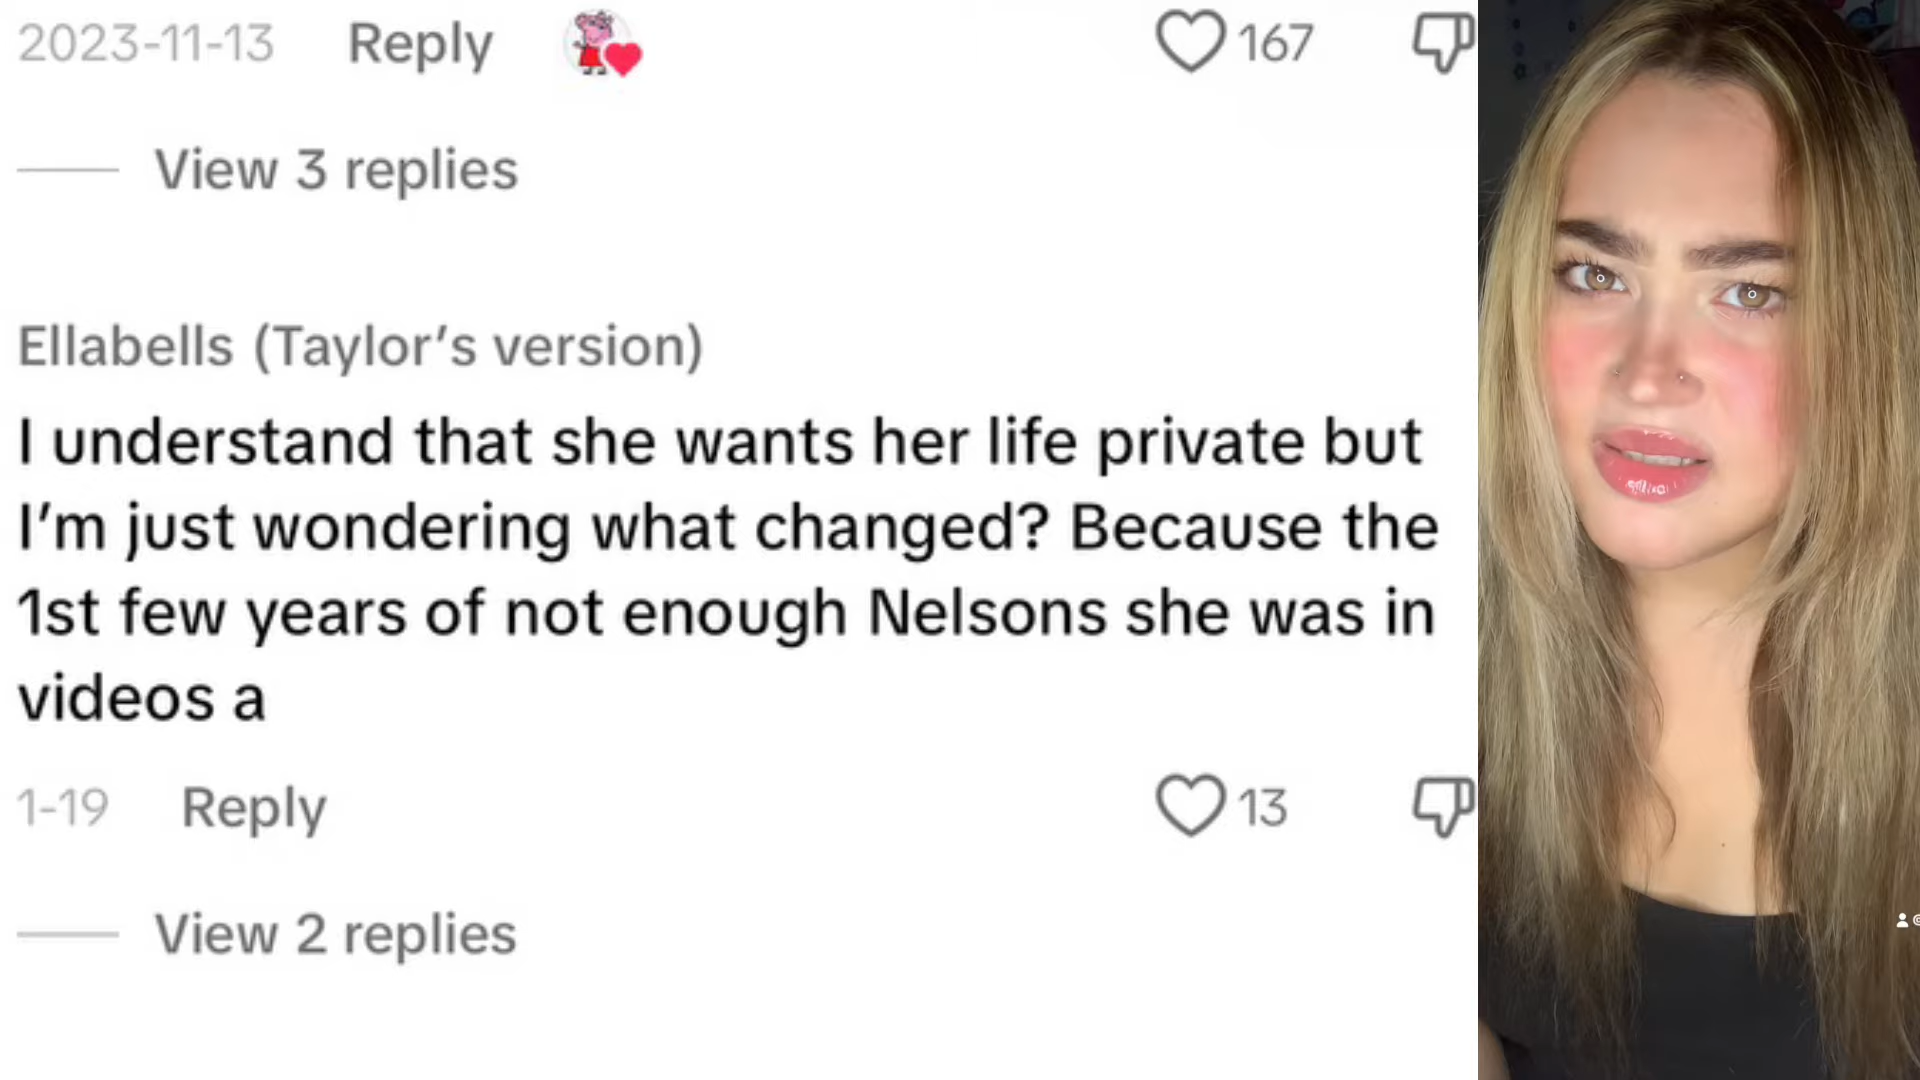 2023-11-13 Reply 167
View 3 replies
Ellabells (Taylor’s version)
I understand that she wants her life private but
I’m just wondering what changed? Because the
1st few years of not enough Nelsons she was in
videos a
1-19 Reply 13
View 2 replies